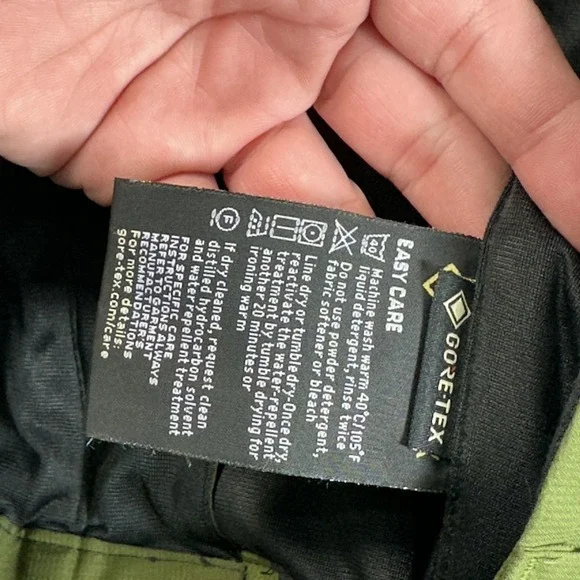 GORE-TEX
EASY CARE
40
Machine wash warm 40°/105°F
liquid detergent, rinse twice
Do not use powder detergent,
fabric softener or bleach
Line dry or tumble dry-Once dry,
reactivate the water-repellent
treatment by tumble drying for
another 20 minutes or
ironing warm
F
If dry cleaned, request clean
distilled hydrocarbon solvent
and water repellent treatment
FOR SPECIFIC CARE
INSTRUCTIONS ALWAYS
REFER TO GARMENT
MANUFACTURER'S
RECOMMENDATIONS
For more details:
gore-tex.com/care